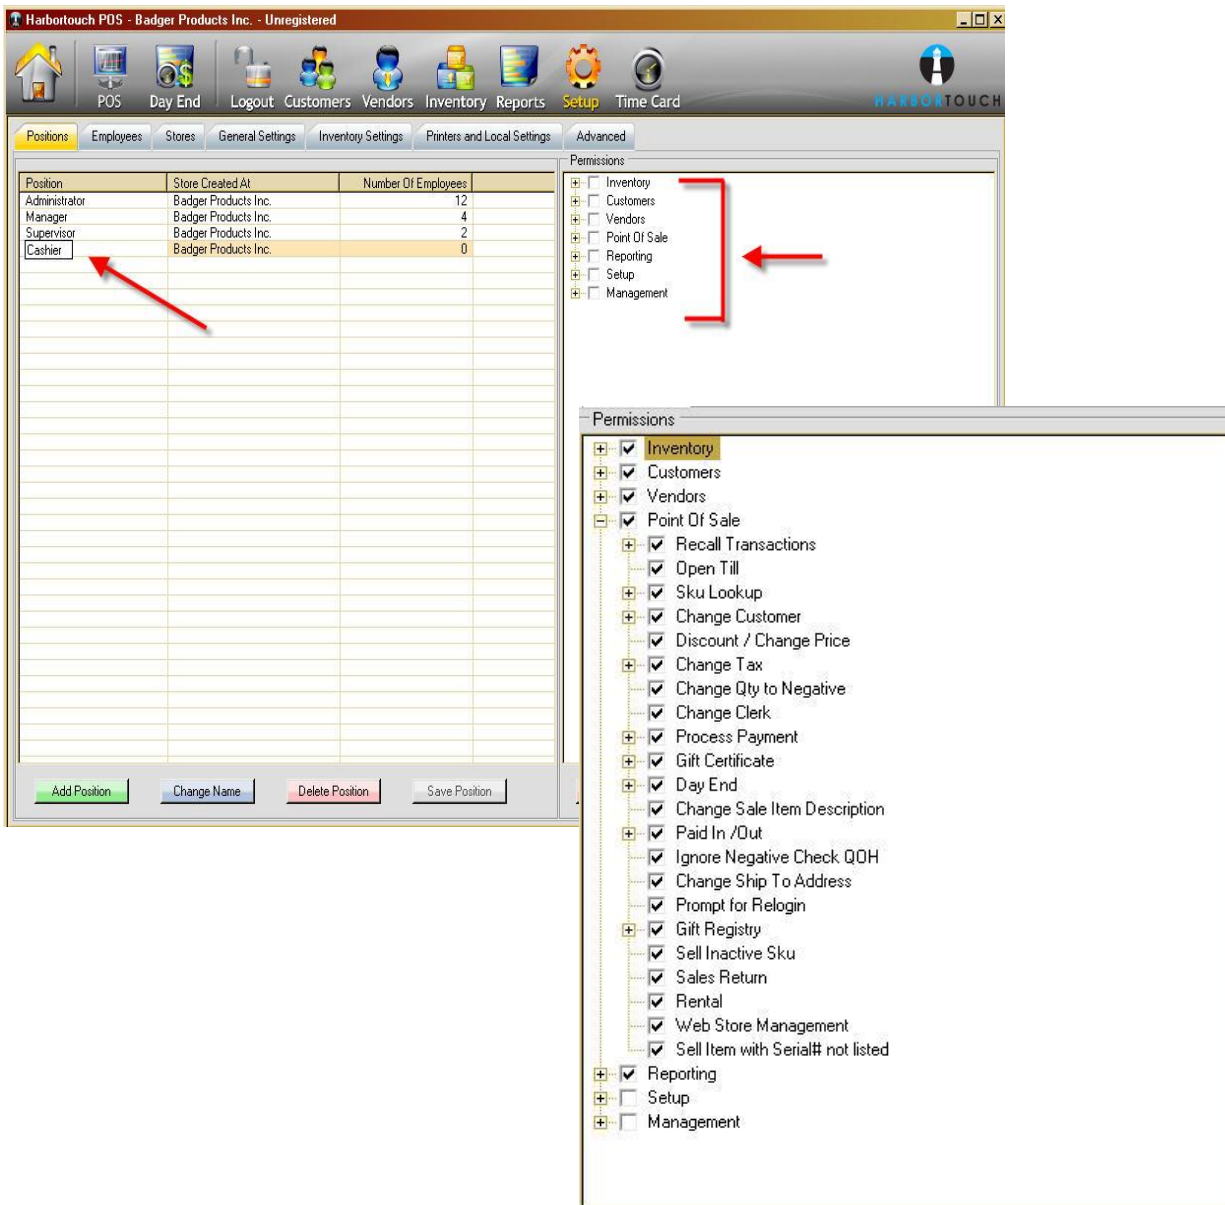 Harbortouch POS - Badger Products Inc. - Unregistered
POS Day End Logout Customers Vendors Inventory Reports Setup Time Card
HARBORTOUCH
Positions Employees Stores General Settings Inventory Settings Printers and Local Settings Advanced
Position Store Created At Number Of Employees
Administrator Badger Products Inc. 12
Manager Badger Products Inc. 4
Supervisor Badger Products Inc. 2
Cashier Badger Products Inc. 0
Add Position Change Name Delete Position Save Position
Permissions
Inventory
Customers
Vendors
Point Of Sale
Reporting
Setup
Management
Permissions
Inventory
Customers
Vendors
Point Of Sale
Recall Transactions
Open Till
Sku Lookup
Change Customer
Discount / Change Price
Change Tax
Change Qty to Negative
Change Clerk
Process Payment
Gift Certificate
Day End
Change Sale Item Description
Paid In /Out
Ignore Negative Check QOH
Change Ship To Address
Prompt for Relogin
Gift Registry
Sell Inactive Sku
Sales Return
Rental
Web Store Management
Sell Item with Serial# not listed
Reporting
Setup
Management